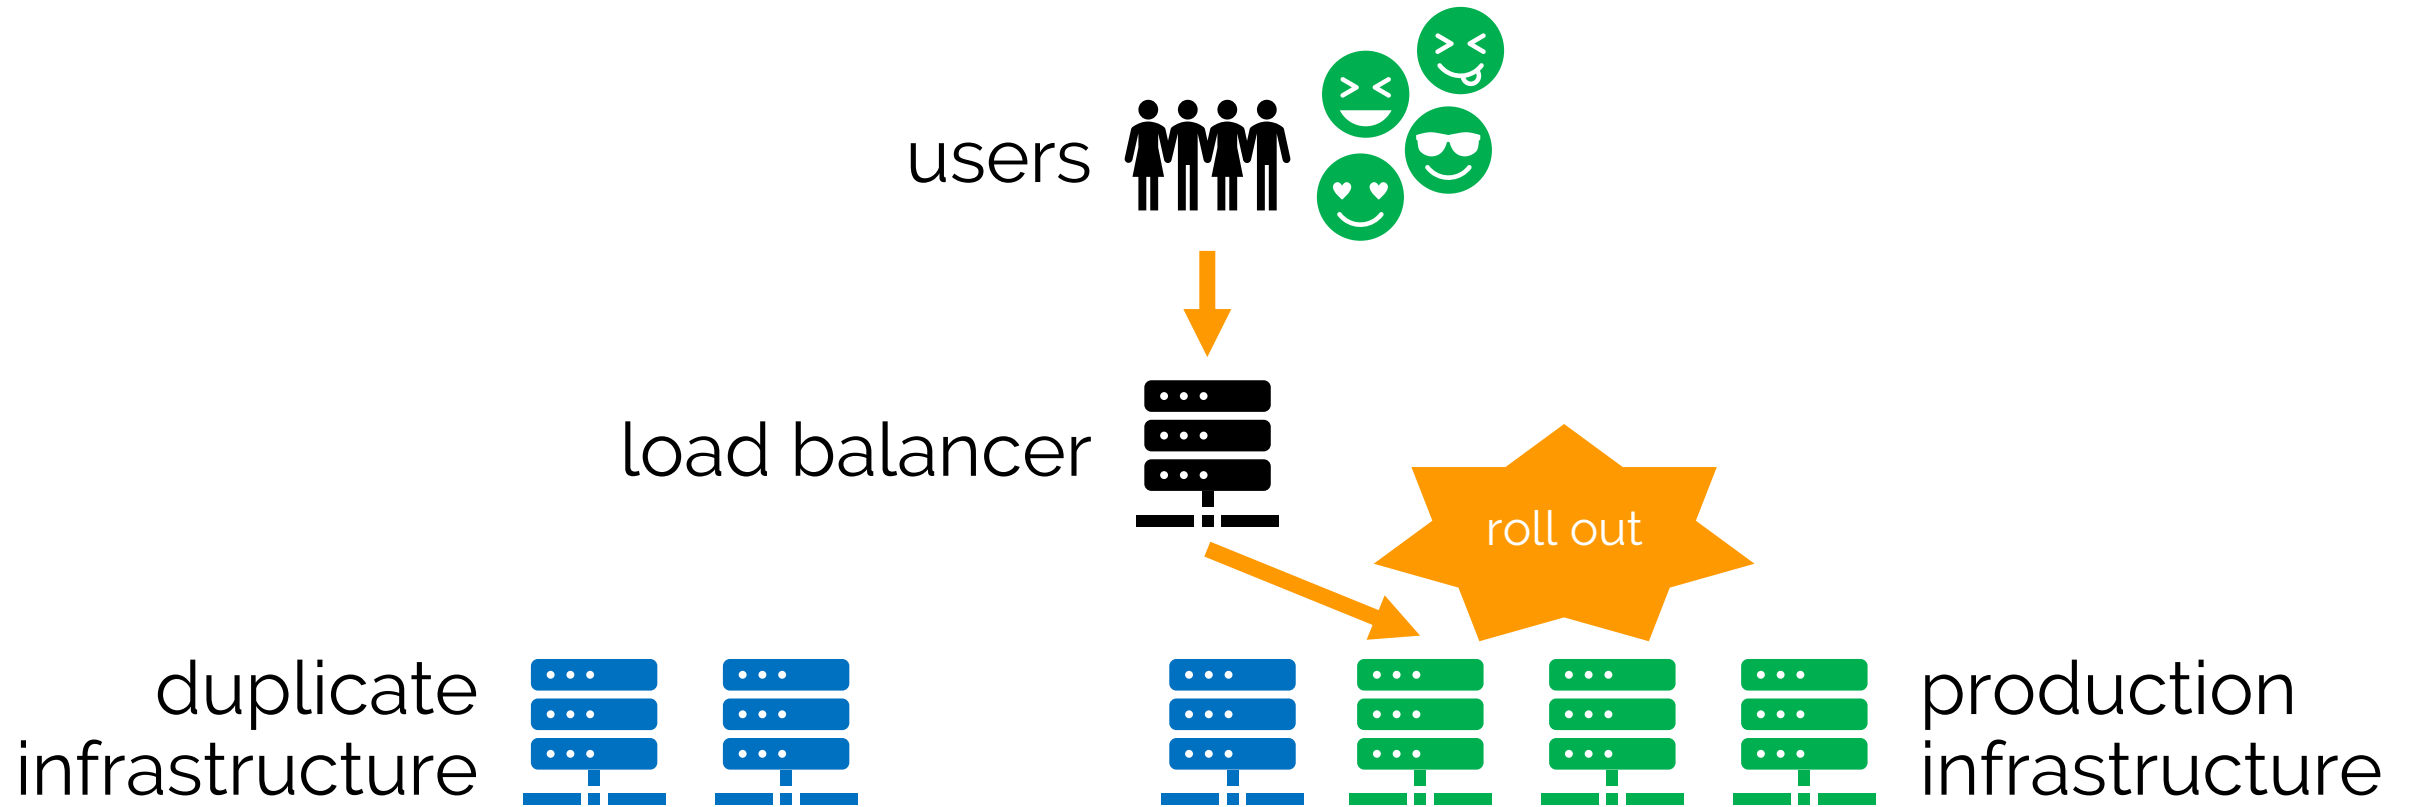 users
load balancer
roll out
duplicate
infrastructure
production
infrastructure